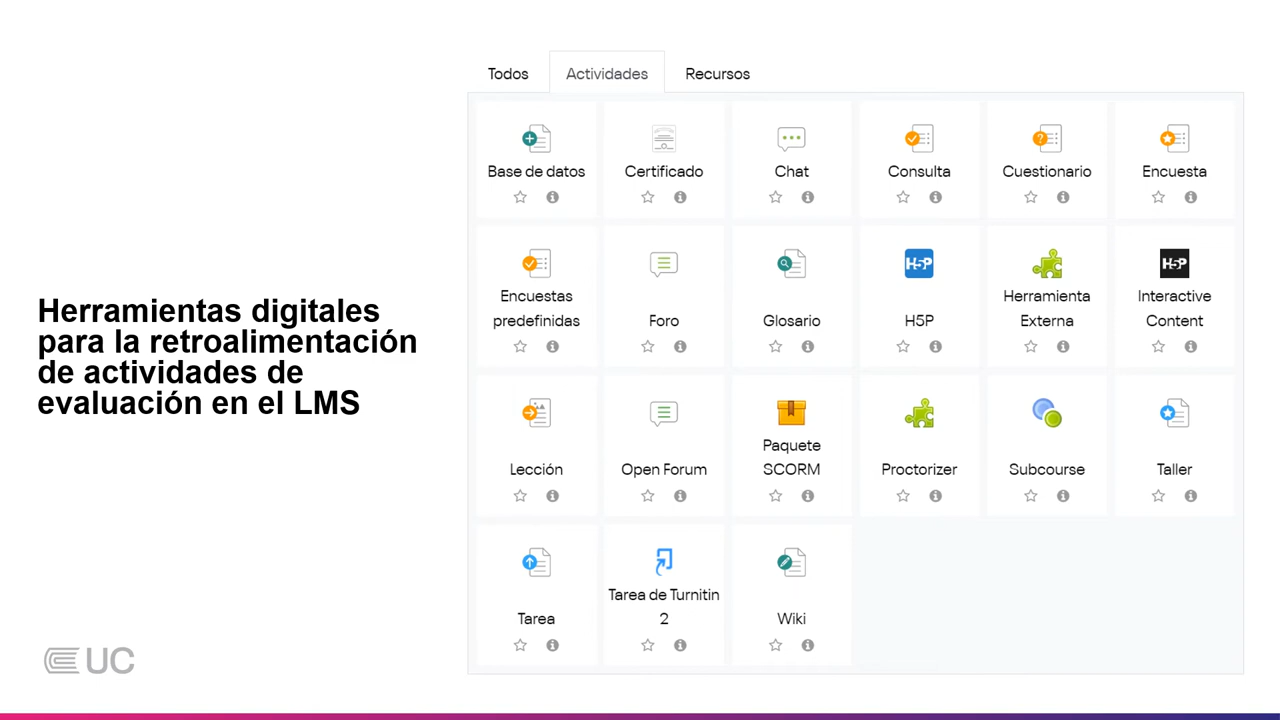 Todos Actividades Recursos
Base de datos Certificado Chat Consulta Cuestionario Encuesta
Encuestas predefinidas Foro Glosario H5P Herramienta Externa Interactive Content
Herramientas digitales
para la retroalimentación
de actividades de
evaluación en el LMS
Lección Open Forum Paquete SCORM Proctorizer Subcourse Taller
Tarea Tarea de Turnitin 2 Wiki
UC